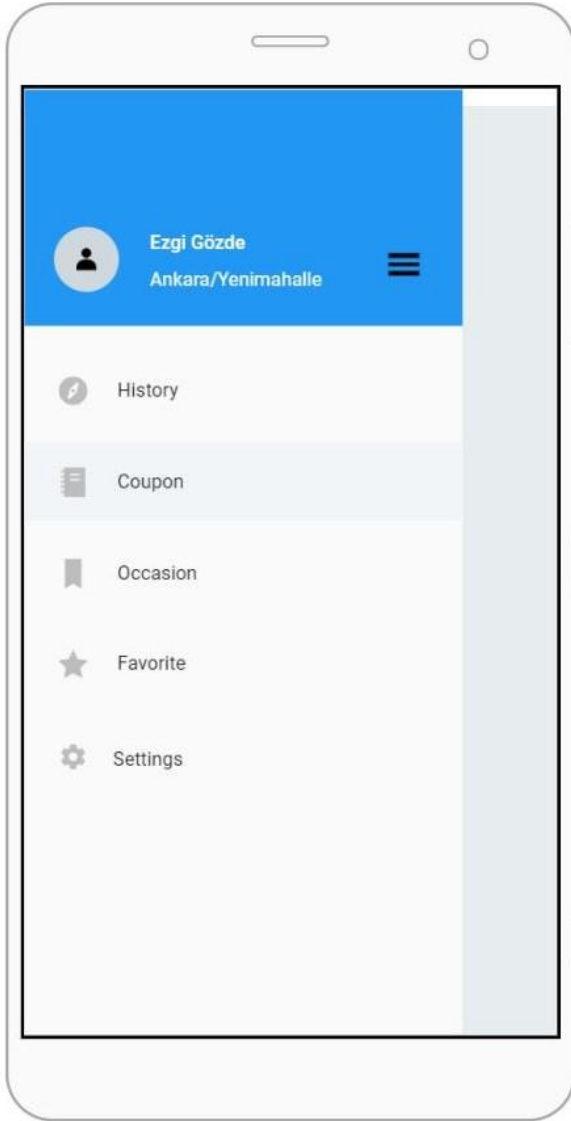 Ezgi Gözde
Ankara/Yenimahalle
History
Coupon
Occasion
Favorite
Settings